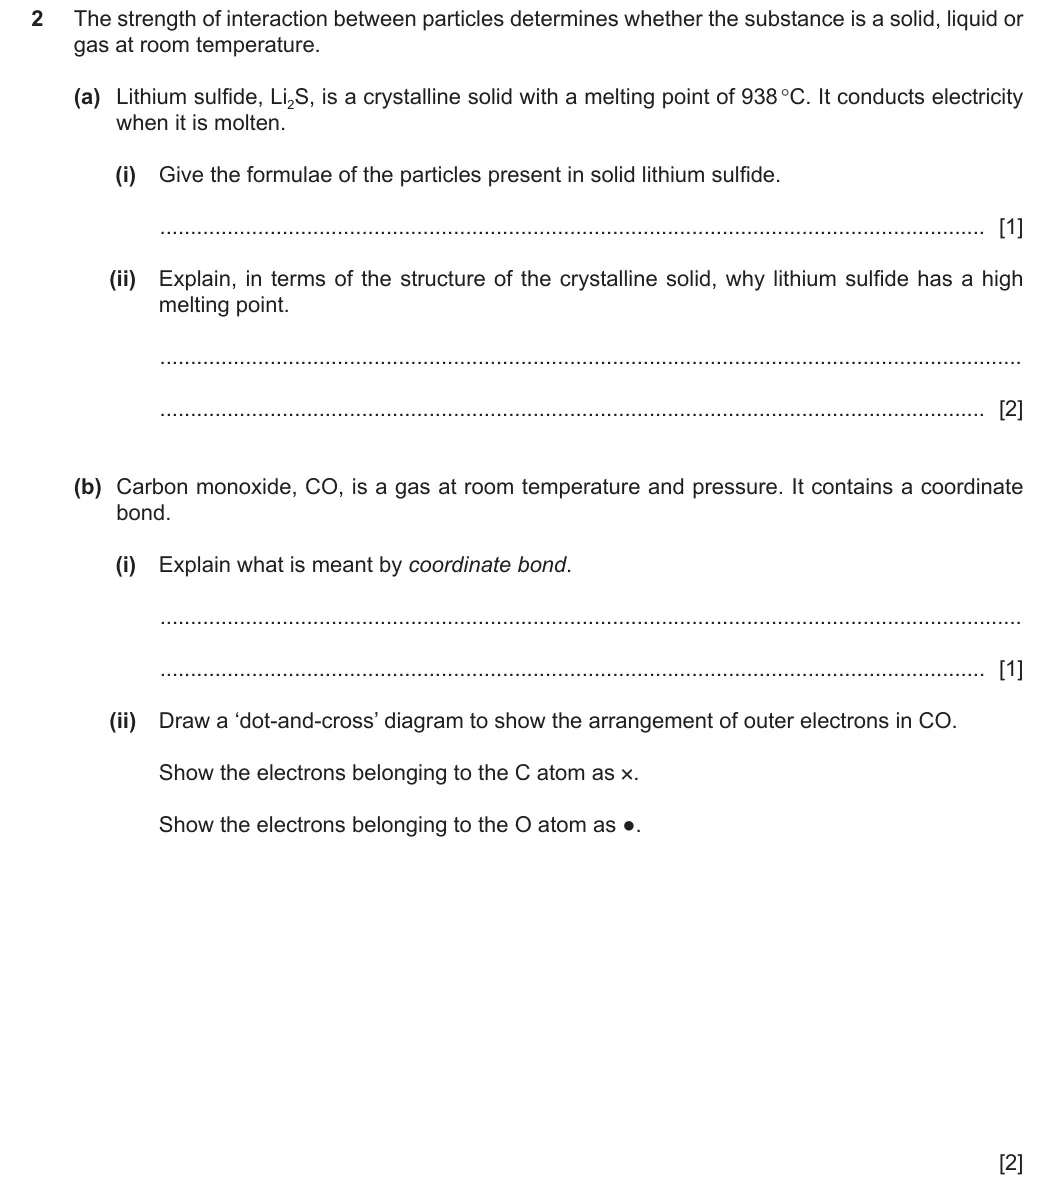 2 The strength of interaction between particles determines whether the substance is a solid, liquid or
gas at room temperature.
(a) Lithium sulfide, Li₂S, is a crystalline solid with a melting point of 938 °C. It conducts electricity
when it is molten.
(i) Give the formulae of the particles present in solid lithium sulfide.
.......................................................................................................................................... [1]
(ii) Explain, in terms of the structure of the crystalline solid, why lithium sulfide has a high
melting point.
................................................................................................................................................
.......................................................................................................................................... [2]
(b) Carbon monoxide, CO, is a gas at room temperature and pressure. It contains a coordinate
bond.
(i) Explain what is meant by coordinate bond.
................................................................................................................................................
.......................................................................................................................................... [1]
(ii) Draw a ‘dot-and-cross’ diagram to show the arrangement of outer electrons in CO.
Show the electrons belonging to the C atom as ×.
Show the electrons belonging to the O atom as ●.
[2]